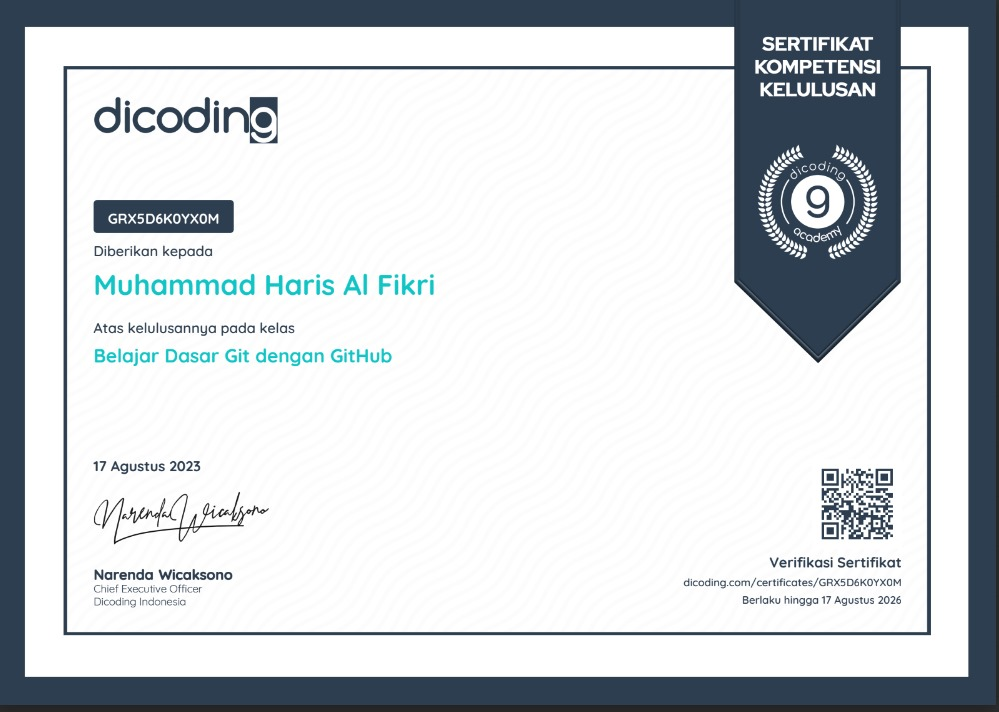 SERTIFIKAT
KOMPETENSI
KELULUSAN
dicoding
dicoding
academy
GRX5D6K0YX0M
Diberikan kepada
Muhammad Haris Al Fikri
Atas kelulusannya pada kelas
Belajar Dasar Git dengan GitHub
17 Agustus 2023
Narenda Wicaksono
Narenda Wicaksono
Chief Executive Officer
Dicoding Indonesia
Verifikasi Sertifikat
dicoding.com/certificates/GRX5D6K0YX0M
Berlaku hingga 17 Agustus 2026